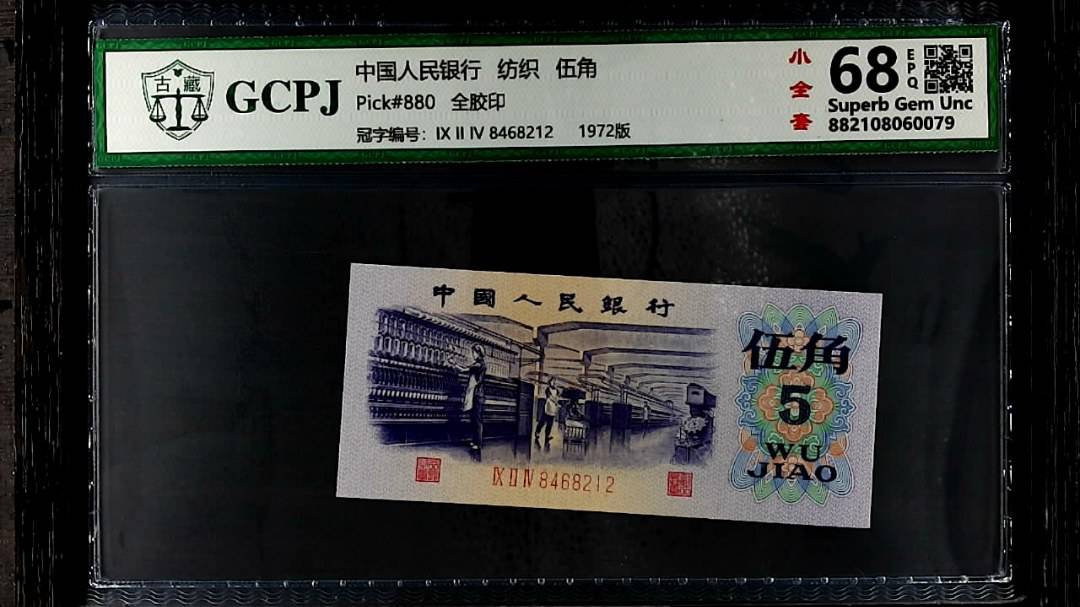 古藏
GCPJ
中国人民银行 纺织 伍角
Pick#880 全胶印
冠字编号: IX II IV 8468212 1972版
小全套
68
EPQ
Superb Gem Unc
882108060079
中國人民銀行
伍角
5
WU
JIAO
IX II IV 8468212